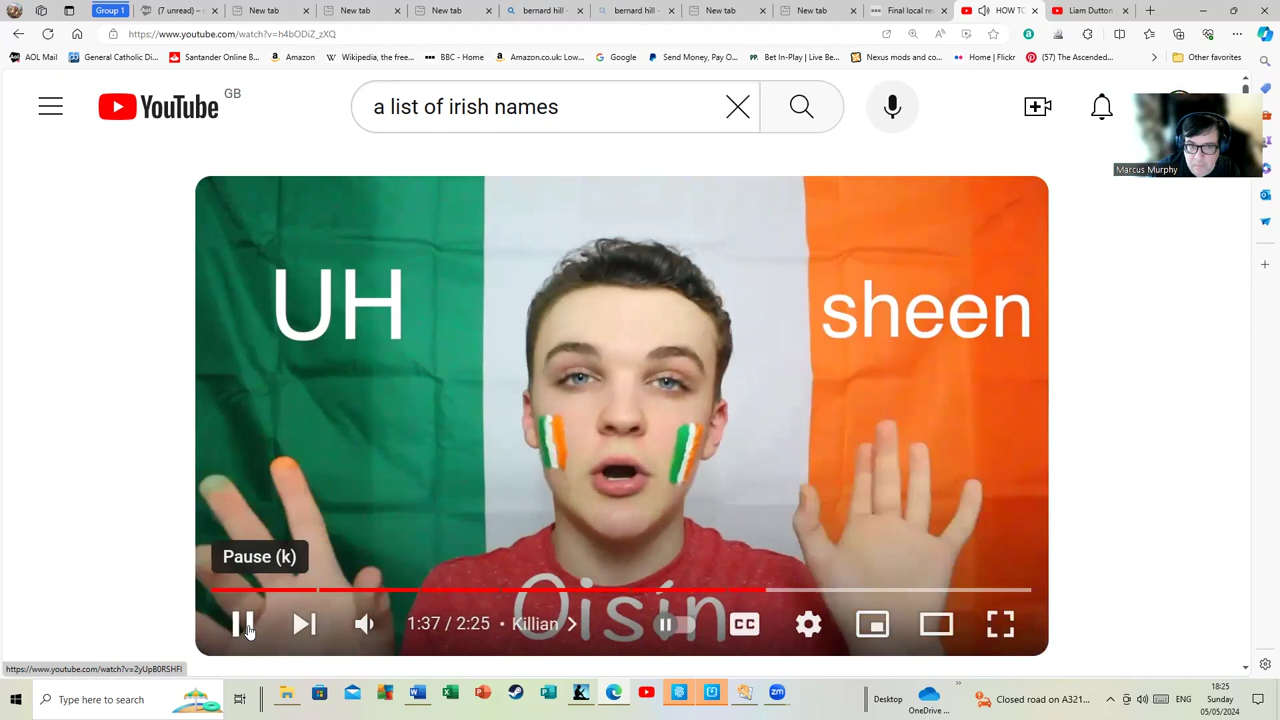 Group 1
(7 unread) -
New tab
New tab
New tab
bernard hill -
bernard hill -
New tab
New tab
Final local re
HOW TO
Liam Dutton
https://www.youtube.com/watch?v=h4bODiZ_zXQ
AOL Mail
General Catholic Di...
Santander Online B...
Amazon
Wikipedia, the free...
BBC - Home
Amazon.co.uk: Low...
Google
Send Money, Pay O...
Bet In-Play | Live Be...
Nexus mods and co...
Home | Flickr
(57) The Ascended...
Other favorites
YouTube
GB
a list of irish names
Marcus Murphy
UH
sheen
Pause (k)
Oisín
1:37 / 2:25 • Killian
CC
https://www.youtube.com/watch?v=2yUpB0RSHFI
Type here to search
Desktop
OneDrive ...
Closed road on A321...
ENG
18:25
Sunday
05/05/2024